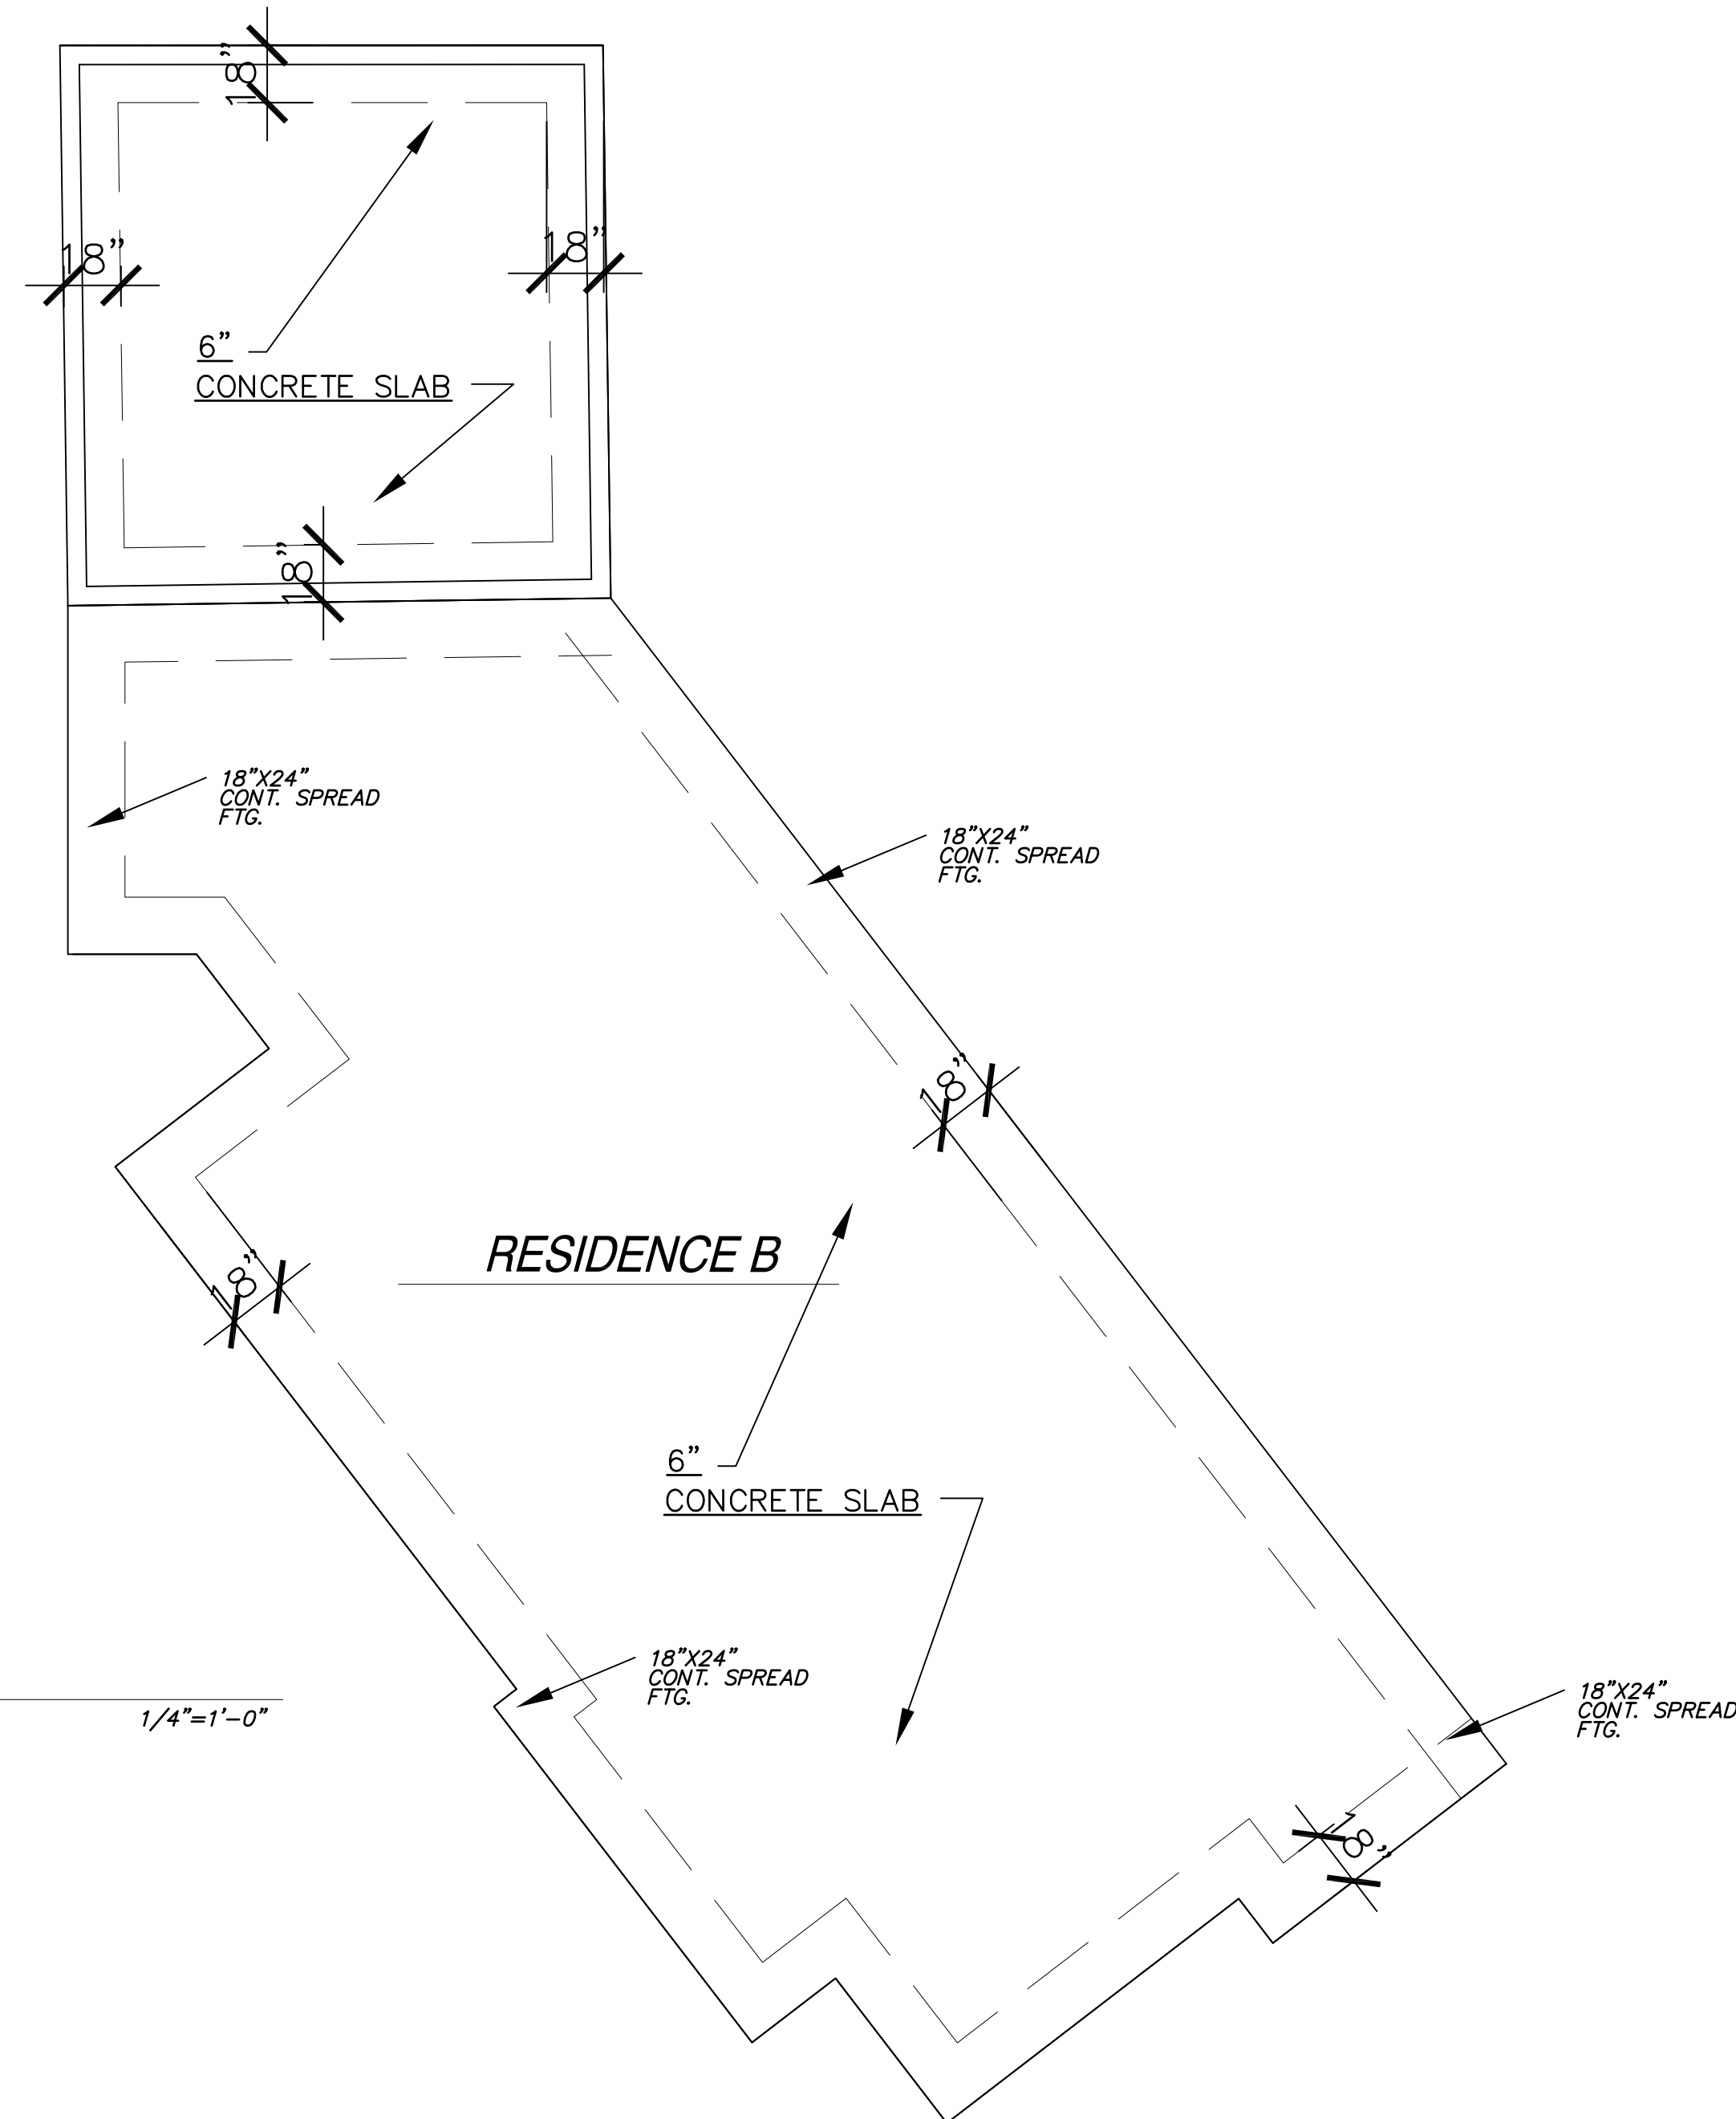 18”
18”
18”
6”
CONCRETE SLAB
18”
18”X24”
CONT. SPREAD
FTG.
18”X24”
CONT. SPREAD
FTG.
18”
RESIDENCE B
18”
6”
CONCRETE SLAB
18”X24”
CONT. SPREAD
FTG.
1/4”=1’-0”
18”X24”
CONT. SPREAD
FTG.
18”